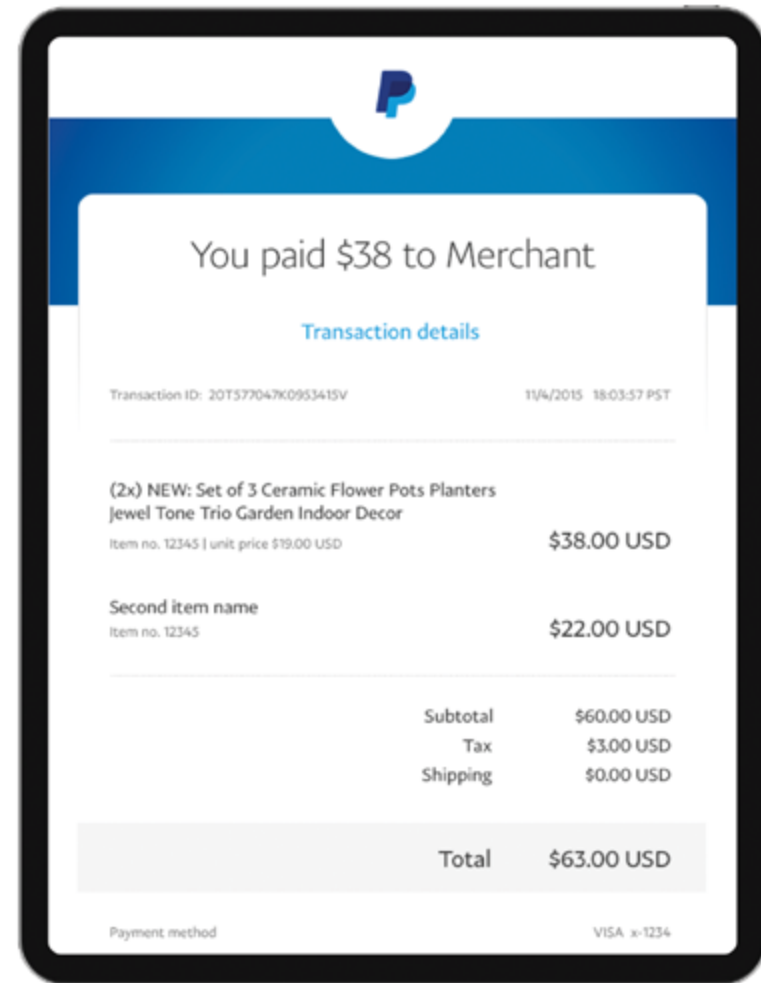 You paid $38 to Merchant
Transaction details
Transaction ID: 20T577047K0953415V 11/4/2015 18:03:57 PST
(2x) NEW: Set of 3 Ceramic Flower Pots Planters
Jewel Tone Trio Garden Indoor Decor
Item no. 12345 | unit price $19.00 USD $38.00 USD
Second item name
Item no. 12345 $22.00 USD
Subtotal $60.00 USD
Tax $3.00 USD
Shipping $0.00 USD
Total $63.00 USD
Payment method VISA x-1234